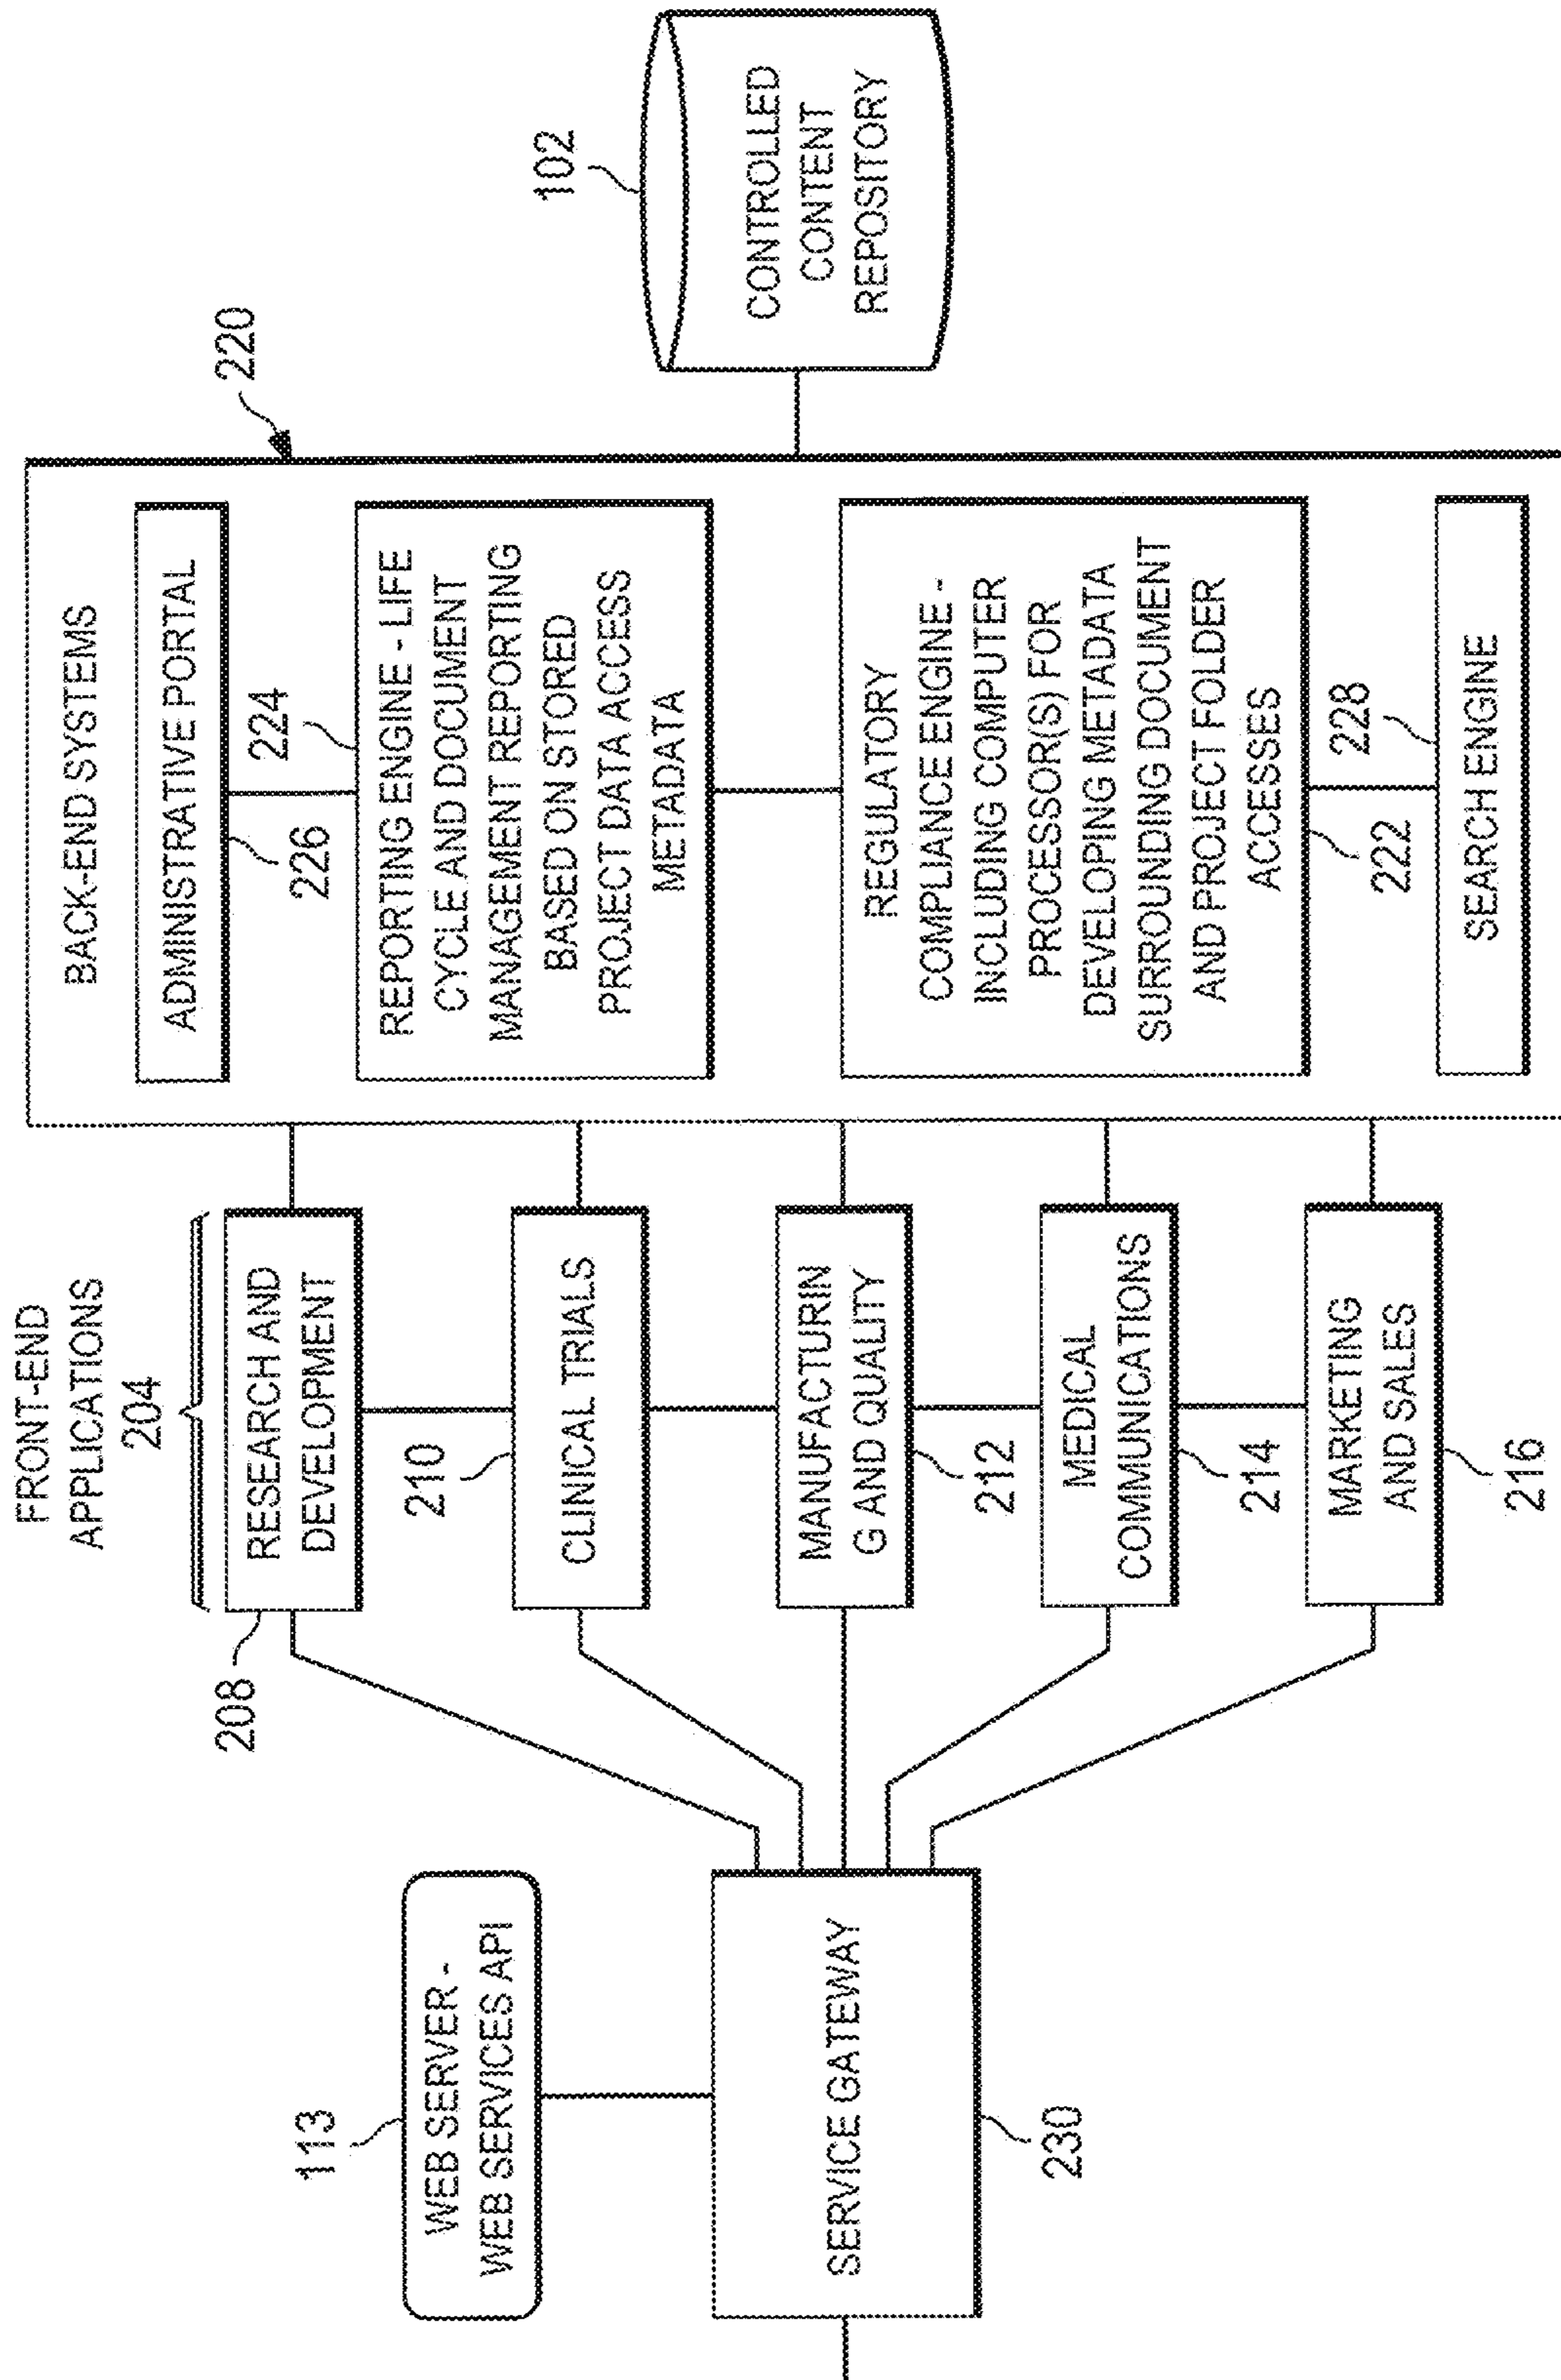 113
WEB SERVER -
WEB SERVICES API
SERVICE GATEWAY
230
FRONT-END
APPLICATIONS
204
208
RESEARCH AND
DEVELOPMENT
210
CLINICAL TRIALS
MANUFACTURIN
G AND QUALITY
212
MEDICAL
COMMUNICATIONS
214
MARKETING
AND SALES
216
220
BACK-END SYSTEMS
ADMINISTRATIVE PORTAL
226
224
REPORTING ENGINE - LIFE
CYCLE AND DOCUMENT
MANAGEMENT REPORTING
BASED ON STORED
PROJECT DATA ACCESS
METADATA
REGULATORY
COMPLIANCE ENGINE -
INCLUDING COMPUTER
PROCESSOR(S) FOR
DEVELOPING METADATA
SURROUNDING DOCUMENT
AND PROJECT FOLDER
ACCESSES
222
228
SEARCH ENGINE
102
CONTROLLED
CONTENT
REPOSITORY